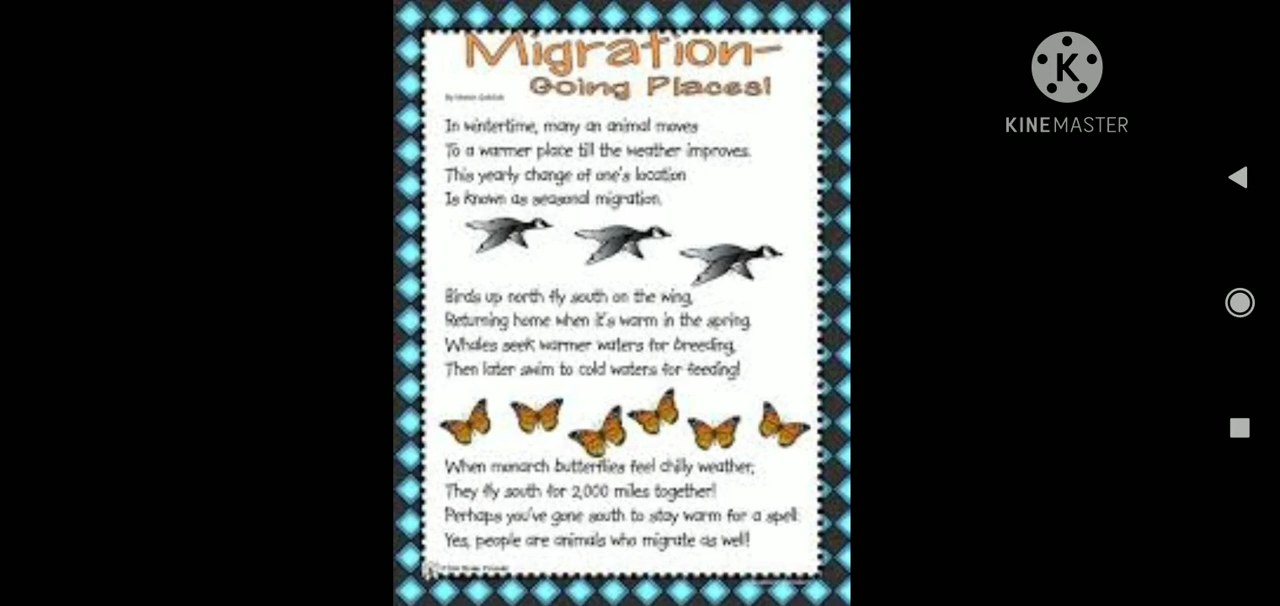 Migration-
Going Places!
KINEMASTER
In wintertime, many an animal moves
To a warmer place till the weather improves.
This yearly change of one's location
Is known as seasonal migration.
Birds up north fly south on the wing,
Returning home when it's warm in the spring.
Whales seek warmer waters for breeding,
Then later swim to cold waters for feeding!
When monarch butterflies feel chilly weather,
They fly south for 2,000 miles together!
Perhaps you've gone south to stay warm for a spell.
Yes, people are animals who migrate as well!